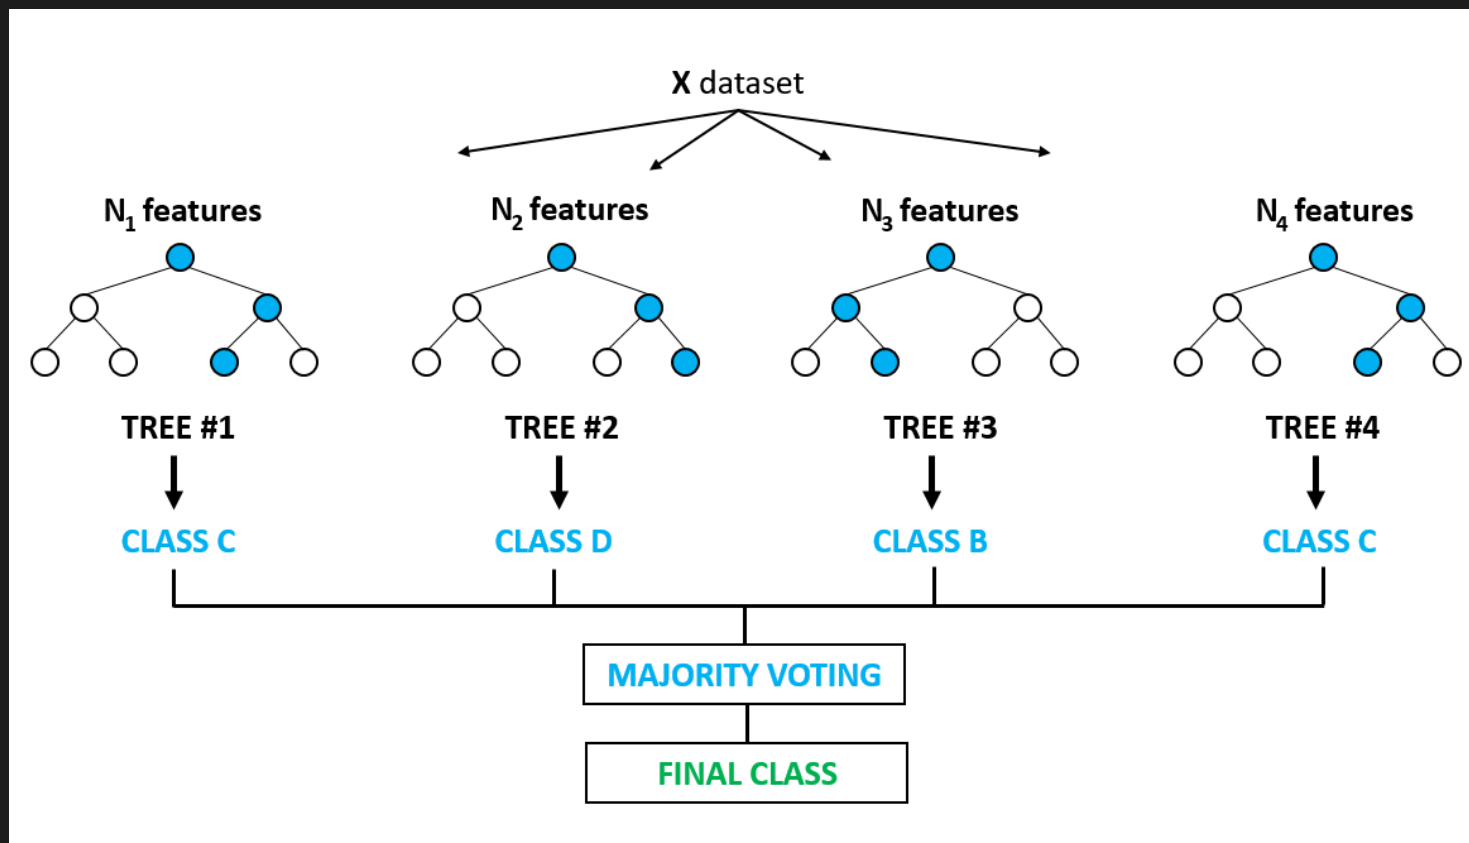 X dataset
N₁ features N₂ features N₃ features N₄ features
TREE #1 TREE #2 TREE #3 TREE #4
CLASS C CLASS D CLASS B CLASS C
MAJORITY VOTING
FINAL CLASS